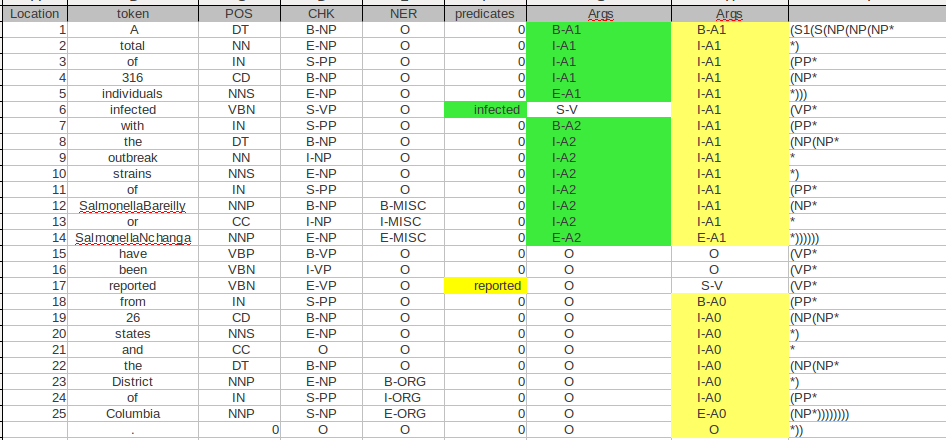 Location token POS CHK NER predicates Args Args
1 A DT B-NP O 0 B-A1 B-A1 (S1(S(NP(NP(NP*
2 total NN E-NP O 0 I-A1 I-A1 *)
3 of IN S-PP O 0 I-A1 I-A1 (PP*
4 316 CD B-NP O 0 I-A1 I-A1 (NP*
5 individuals NNS E-NP O 0 E-A1 I-A1 *)))
6 infected VBN S-VP O infected S-V I-A1 (VP*
7 with IN S-PP O 0 B-A2 I-A1 (PP*
8 the DT B-NP O 0 I-A2 I-A1 (NP(NP*
9 outbreak NN I-NP O 0 I-A2 I-A1 *
10 strains NNS E-NP O 0 I-A2 I-A1 *)
11 of IN S-PP O 0 I-A2 I-A1 (PP*
12 SalmonellaBareilly NNP B-NP B-MISC 0 I-A2 I-A1 (NP*
13 or CC I-NP I-MISC 0 I-A2 I-A1 *
14 SalmonellaNchanga NNP E-NP E-MISC 0 E-A2 E-A1 *))))))
15 have VBP B-VP O 0 O O (VP*
16 been VBN I-VP O 0 O O (VP*
17 reported VBN E-VP O reported O S-V (VP*
18 from IN S-PP O 0 O B-A0 (PP*
19 26 CD B-NP O 0 O I-A0 (NP(NP*
20 states NNS E-NP O 0 O I-A0 *)
21 and CC O O 0 O I-A0 *
22 the DT B-NP O 0 O I-A0 (NP(NP*
23 District NNP E-NP B-ORG 0 O I-A0 *)
24 of IN S-PP I-ORG 0 O I-A0 (PP*
25 Columbia NNP S-NP E-ORG 0 O E-A0 (NP*))))))))
. 0 O O 0 O O *))